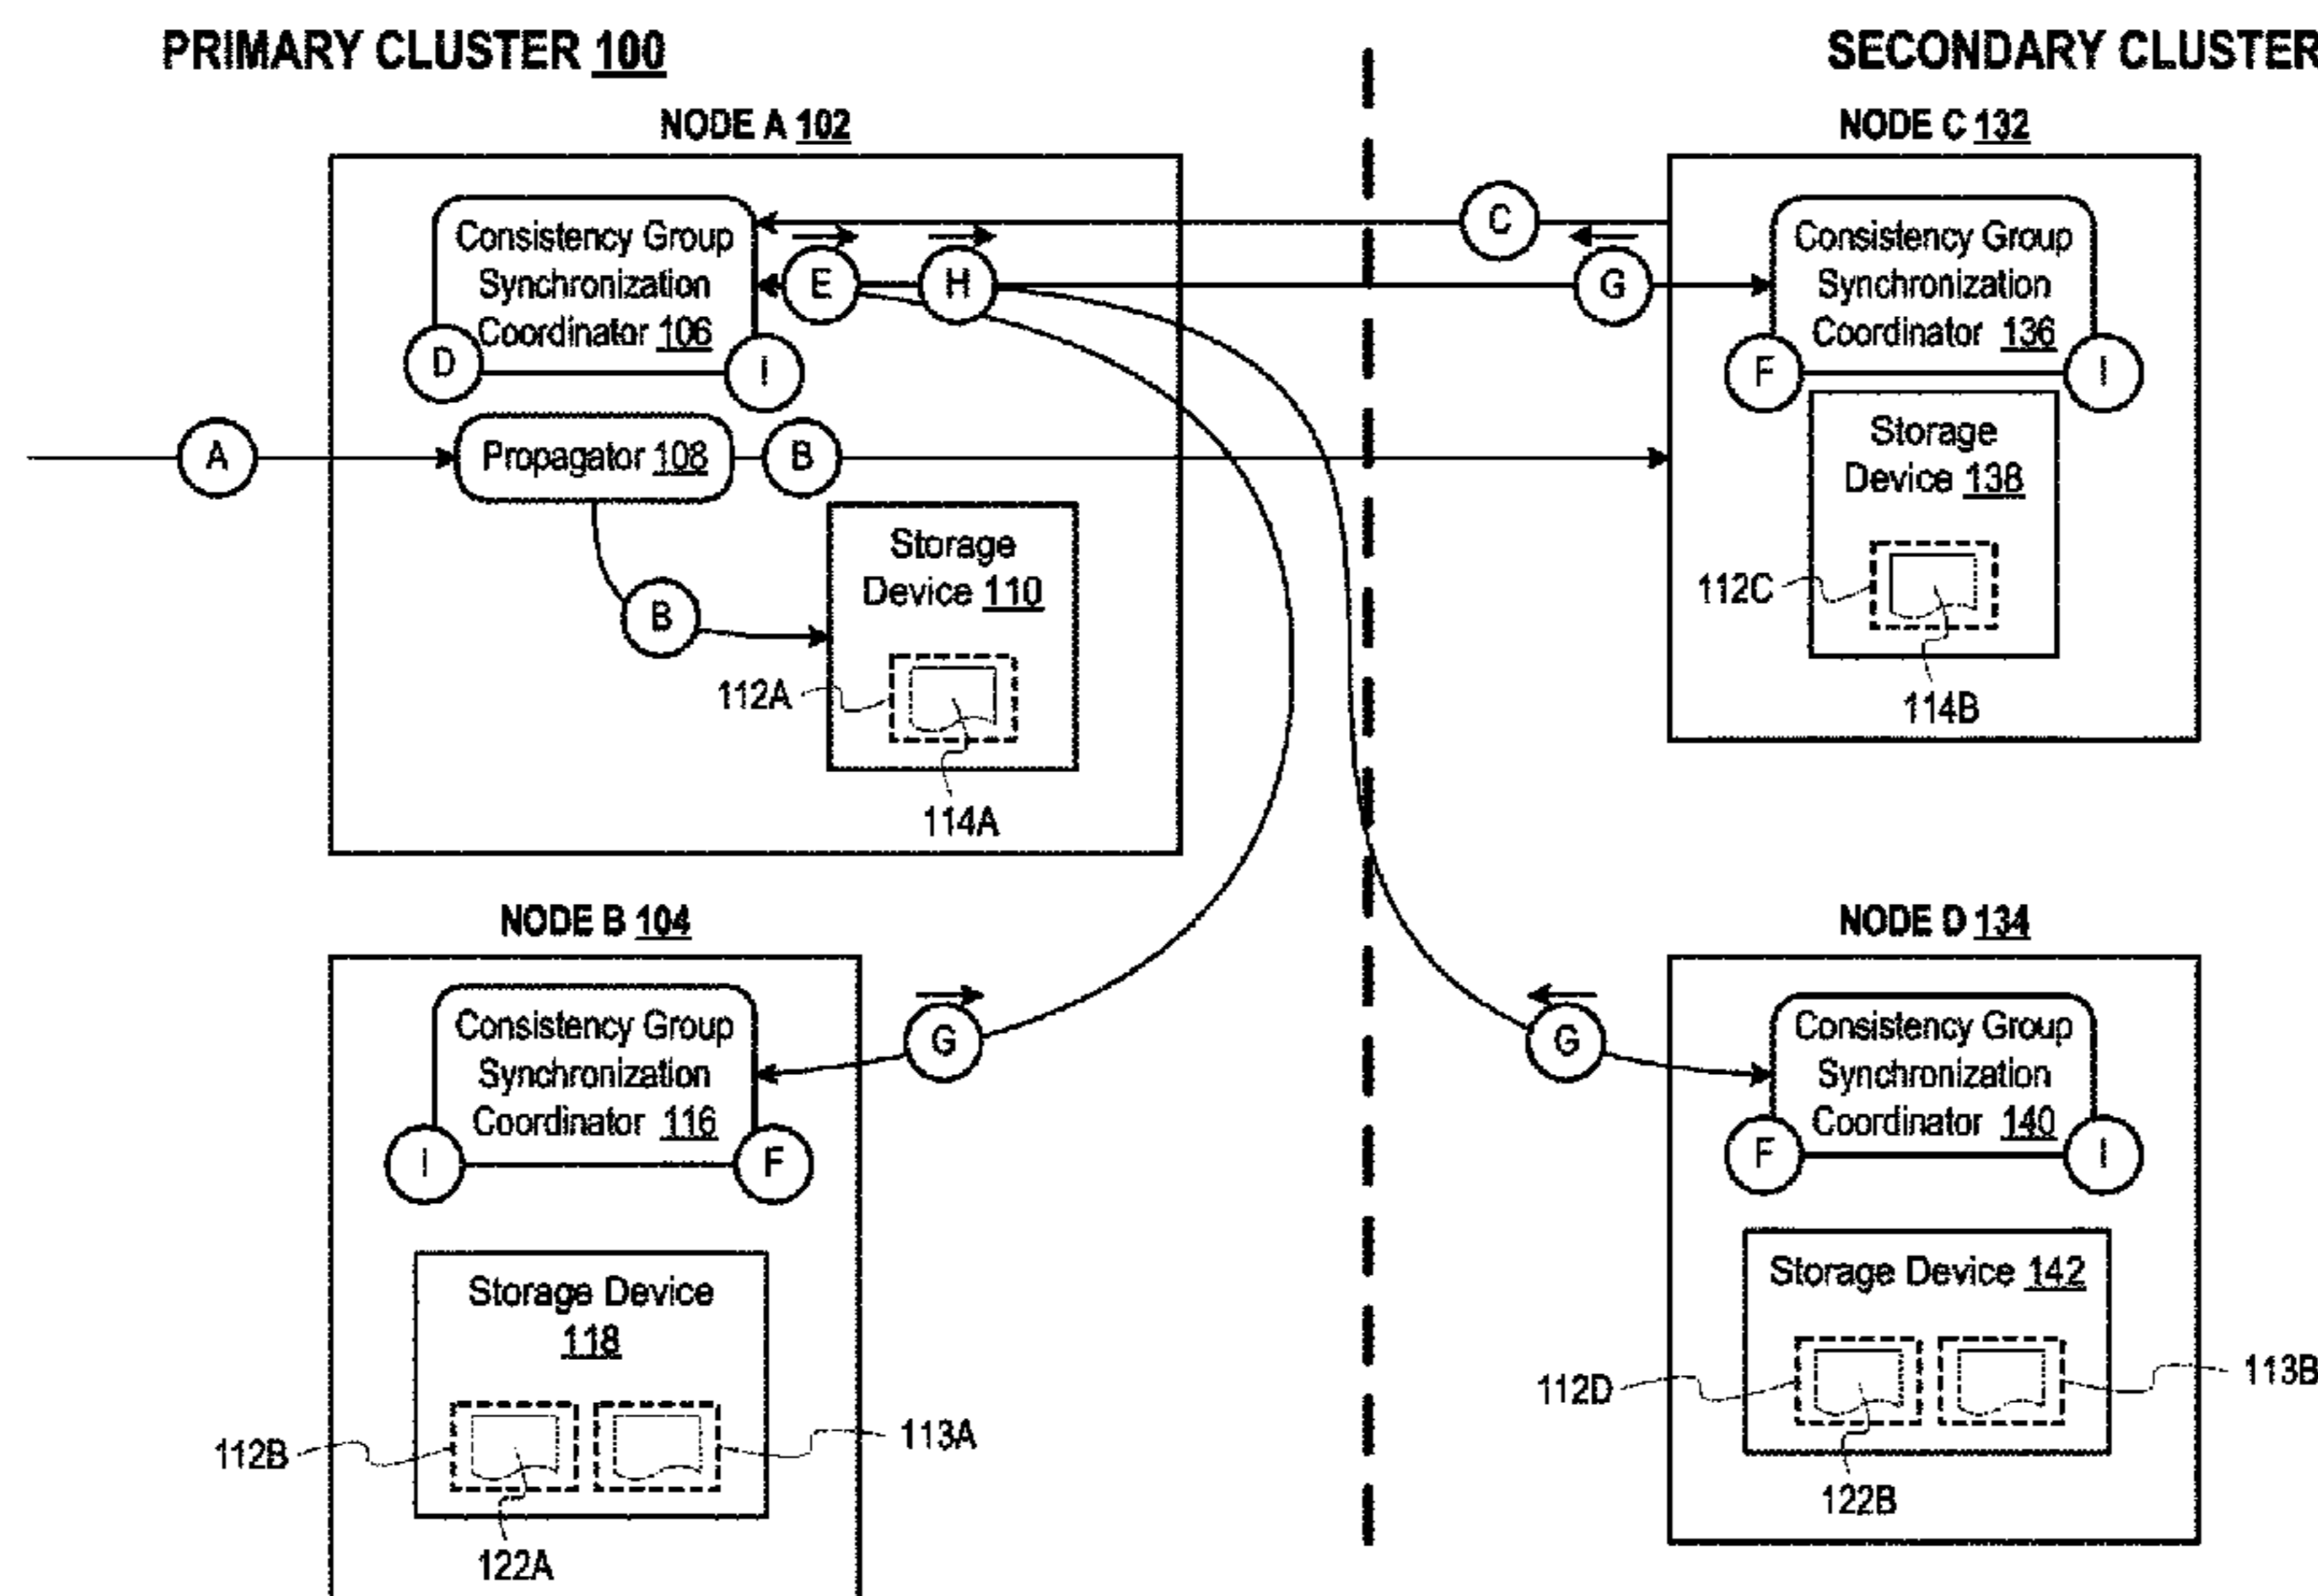 PRIMARY CLUSTER 100
SECONDARY CLUSTER
NODE A 102
NODE C 132
Consistency Group
Synchronization
Coordinator 106
D
I
E
H
C
G
Consistency Group
Synchronization
Coordinator 136
F
I
A
Propagator 108
B
B
Storage
Device 110
112A
114A
Storage
Device 138
112C
114B
NODE B 104
NODE D 134
Consistency Group
Synchronization
Coordinator 116
I
F
G
G
Consistency Group
Synchronization
Coordinator 140
F
I
Storage Device
118
112B
113A
122A
Storage Device 142
112D
113B
122B